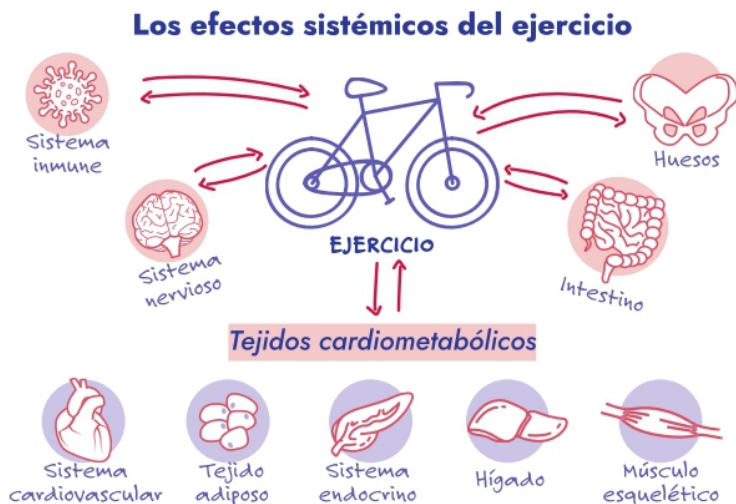 Los efectos sistémicos del ejercicio
Sistema
inmune
Huesos
Sistema
nervioso
EJERCICIO
Intestino
Tejidos cardiometabólicos
Sistema
cardiovascular
Tejido
adiposo
Sistema
endocrino
Hígado
Músculo
esquelético